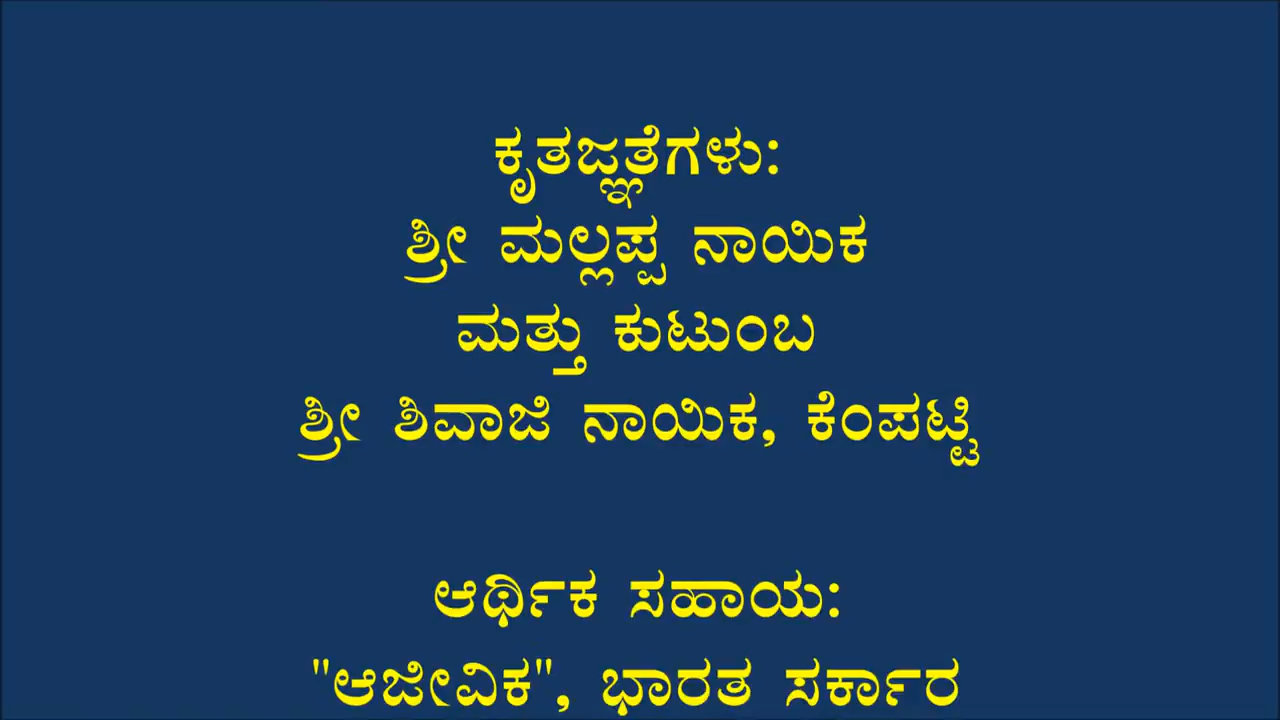 ಕೃತಜ್ಞತೆಗಳು:
ಶ್ರೀ ಮಲ್ಲಪ್ಪ ನಾಯಿಕ
ಮತ್ತು ಕುಟುಂಬ
ಶ್ರೀ ಶಿವಾಜಿ ನಾಯಿಕ, ಕೆಂಪಟ್ಟಿ
ಆರ್ಥಿಕ ಸಹಾಯ:
"ಆಜೀವಿಕ", ಭಾರತ ಸರ್ಕಾರ